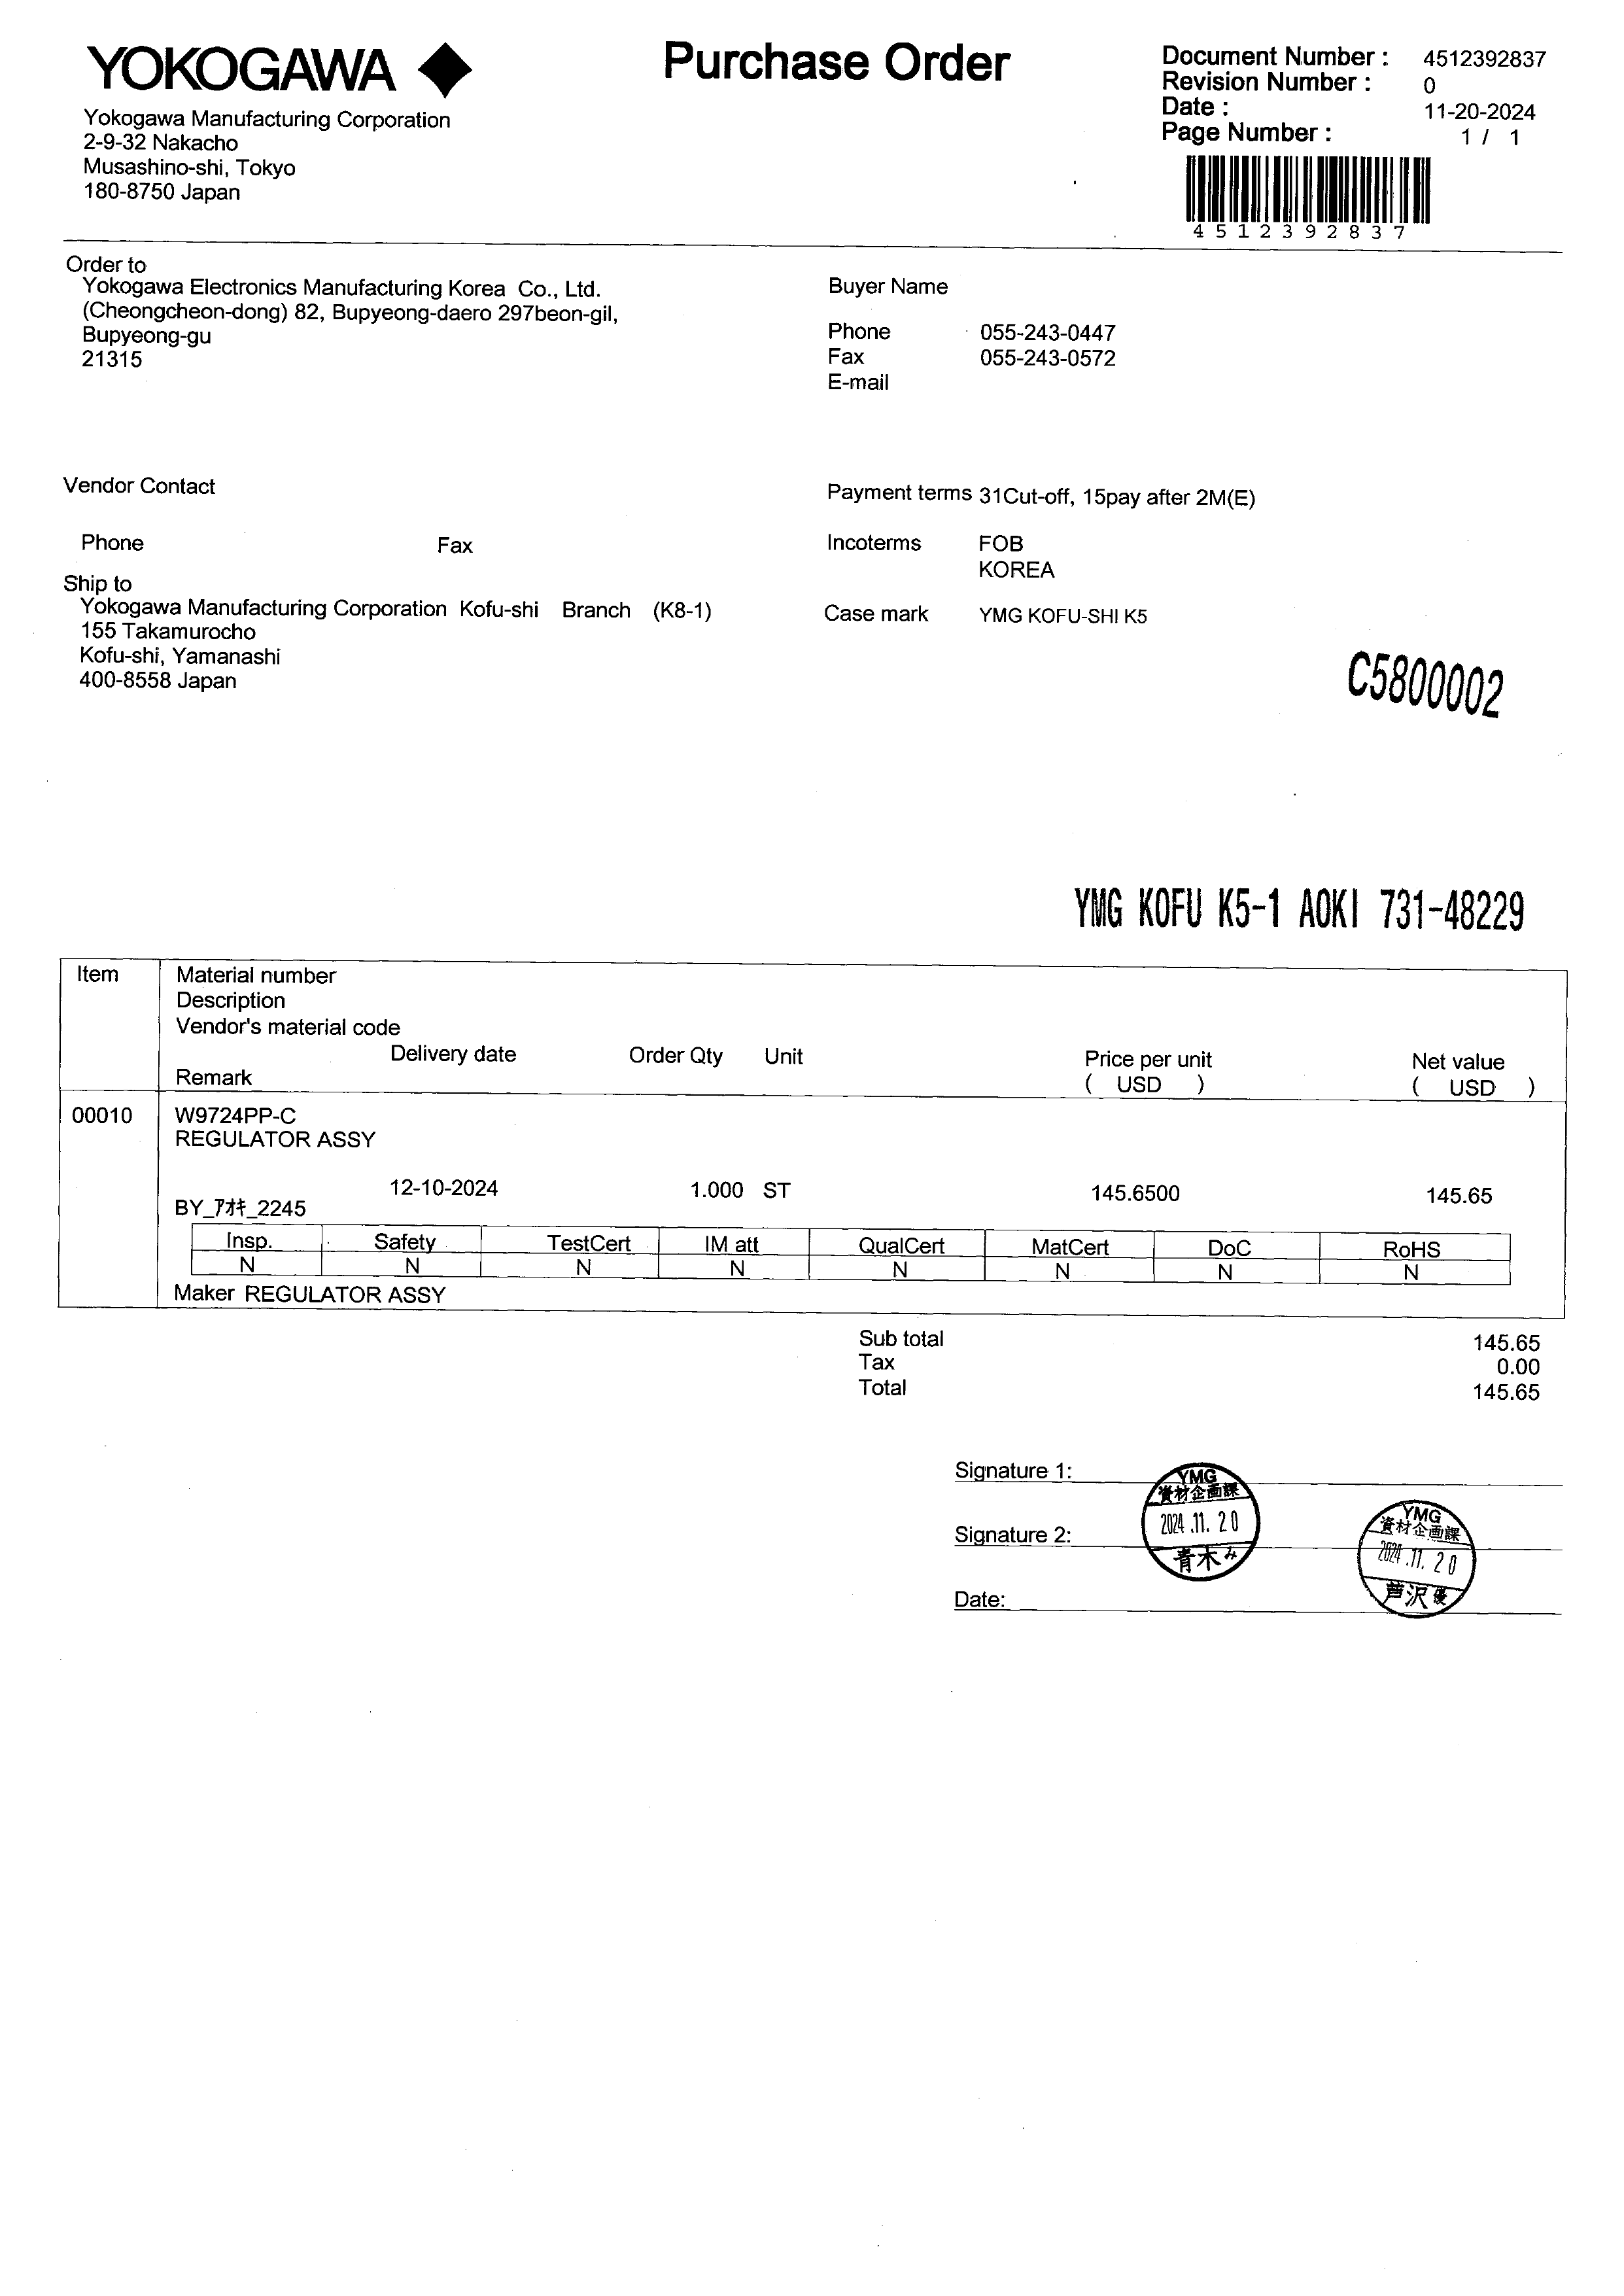 YOKOGAWA
Purchase Order
Document Number : 4512392837
Revision Number : 0
Date : 11-20-2024
Page Number : 1 / 1
4512392837
Yokogawa Manufacturing Corporation
2-9-32 Nakacho
Musashino-shi, Tokyo
180-8750 Japan
Order to
Yokogawa Electronics Manufacturing Korea Co., Ltd.
(Cheongcheon-dong) 82, Bupyeong-daero 297beon-gil,
Bupyeong-gu
21315
Buyer Name
Phone 055-243-0447
Fax 055-243-0572
E-mail
Vendor Contact
Phone Fax
Payment terms 31Cut-off, 15pay after 2M(E)
Incoterms FOB
KOREA
Ship to
Yokogawa Manufacturing Corporation Kofu-shi Branch (K8-1)
155 Takamurocho
Kofu-shi, Yamanashi
400-8558 Japan
Case mark YMG KOFU-SHI K5
C5800002
YMG KOFU K5-1 AOKI 731-48229
Item Material number
Description
Vendor's material code
Delivery date Order Qty Unit Price per unit Net value
Remark ( USD ) ( USD )
00010 W9724PP-C
REGULATOR ASSY
12-10-2024 1.000 ST 145.6500 145.65
BY_ｱｵｷ_2245
Insp. Safety TestCert IM att QualCert MatCert DoC RoHS
N N N N N N N N
Maker REGULATOR ASSY
Sub total 145.65
Tax 0.00
Total 145.65
Signature 1:
Signature 2:
Date:
YMG
資材企画課
2024.11.20
青木み
YMG
資材企画課
2024.11.20
芦沢優